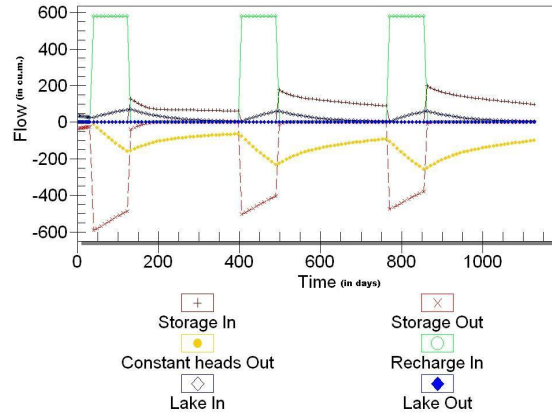 600
400
200
0
-200
-400
-600
Flow (in cu.m.)
0 200 400 600 800 1000
Time (in days)
Storage In
Storage Out
Constant heads Out
Recharge In
Lake In
Lake Out